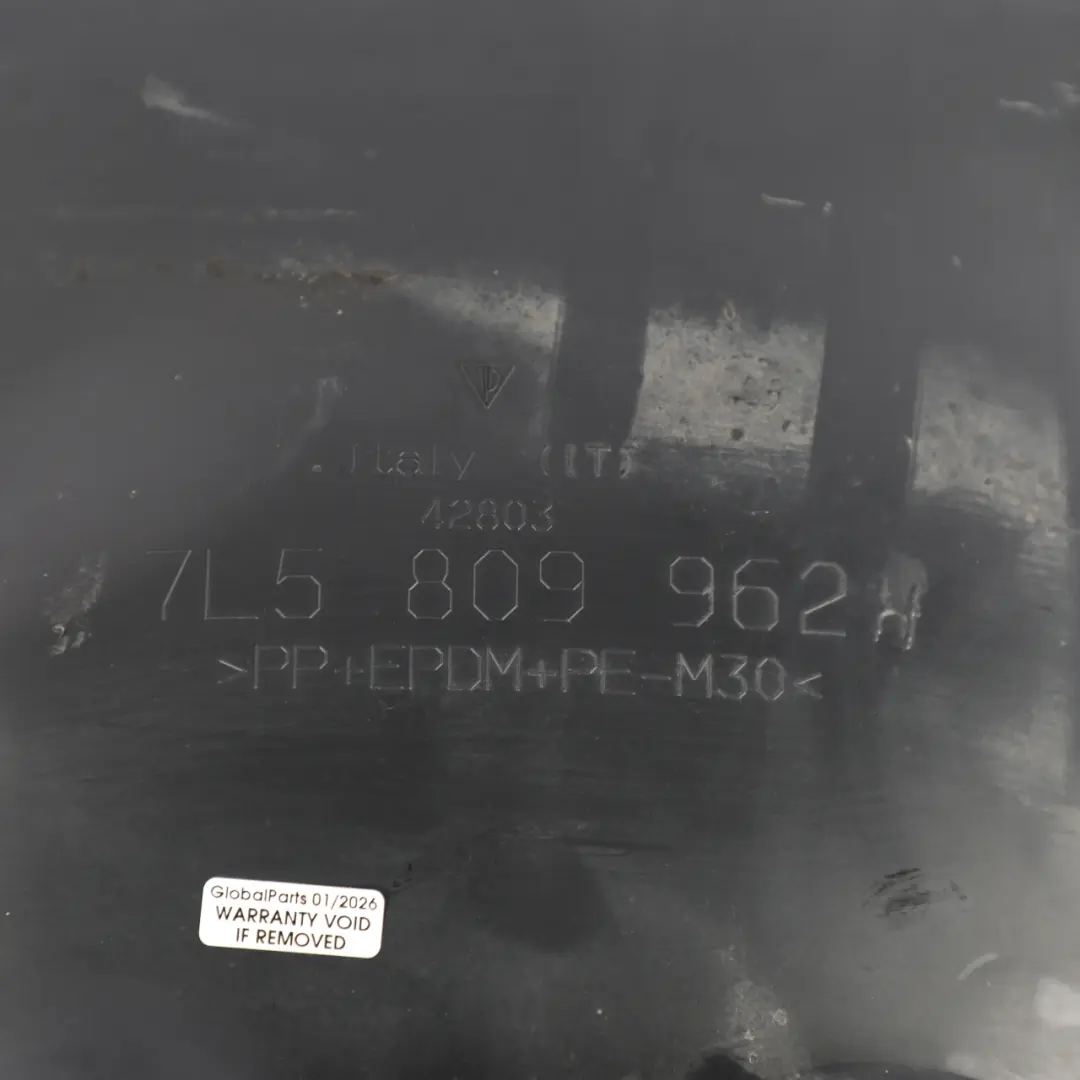 Italy (IT)
42803
7L5 809 962
>PP+EPDM+PE-M30<
GlobalParts 01/2026
WARRANTY VOID
IF REMOVED